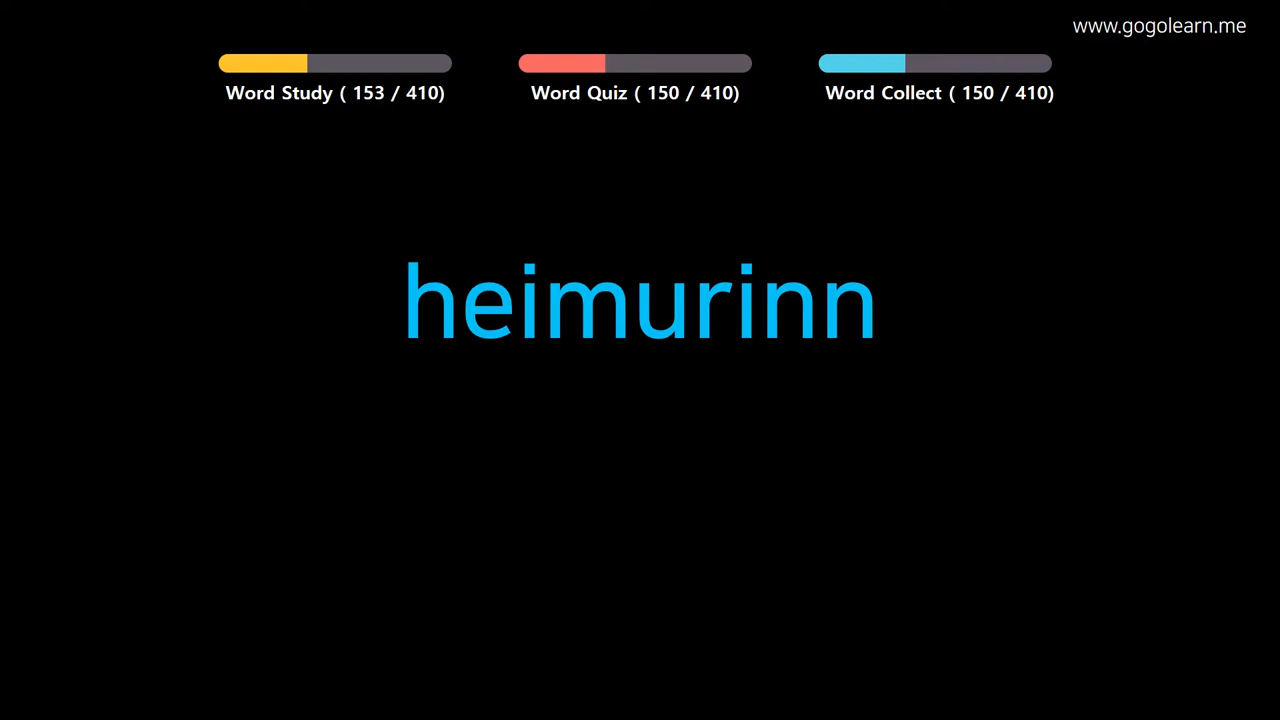 www.gogolearn.me
Word Study ( 153 / 410)
Word Quiz ( 150 / 410)
Word Collect ( 150 / 410)
heimurinn